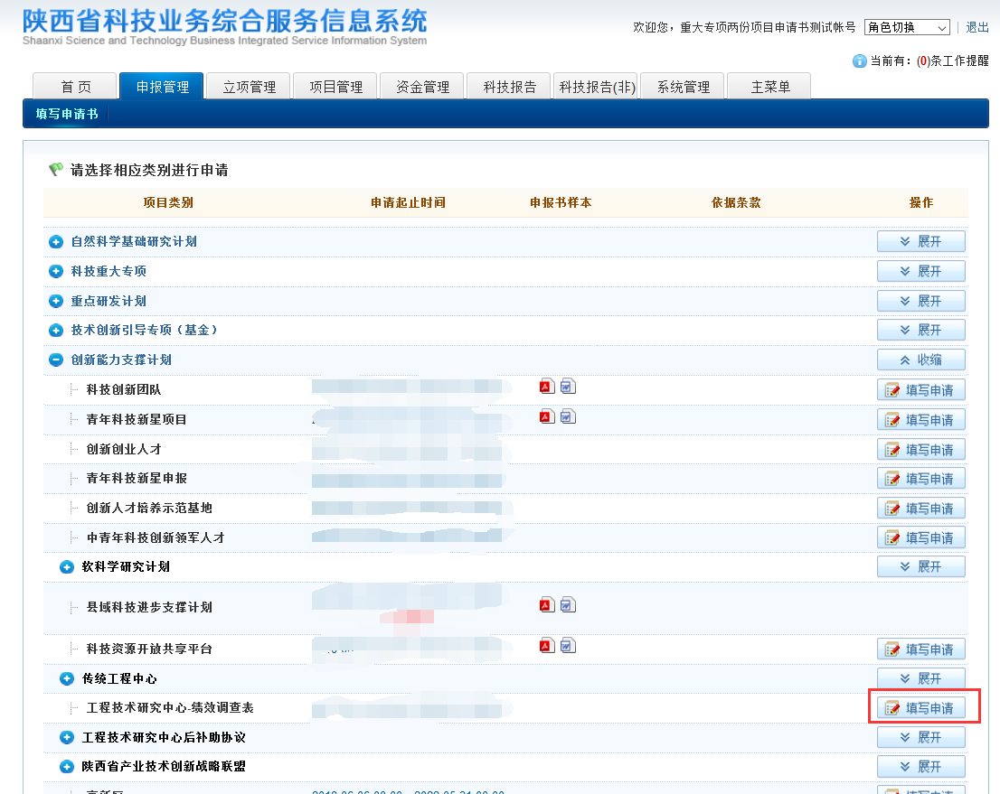 陕西省科技业务综合服务信息系统
Shaanxi Science and Technology Business Integrated Service Information System
欢迎您，重大专项两份项目申请书测试帐号 角色切换 退出
当前有：(0)条工作提醒
首 页 申报管理 立项管理 项目管理 资金管理 科技报告 科技报告(非) 系统管理 主菜单
填写申请书
请选择相应类别进行申请
项目类别 申请起止时间 申报书样本 依据条款 操作
自然科学基础研究计划 展开
科技重大专项 展开
重点研发计划 展开
技术创新引导专项（基金） 展开
创新能力支撑计划 收缩
科技创新团队 填写申请
青年科技新星项目 填写申请
创新创业人才 填写申请
青年科技新星申报 填写申请
创新人才培养示范基地 填写申请
中青年科技创新领军人才 填写申请
软科学研究计划 展开
县域科技进步支撑计划
科技资源开放共享平台 填写申请
传统工程中心 展开
工程技术研究中心-绩效调查表 填写申请
工程技术研究中心后补助协议 展开
陕西省产业技术创新战略联盟 展开